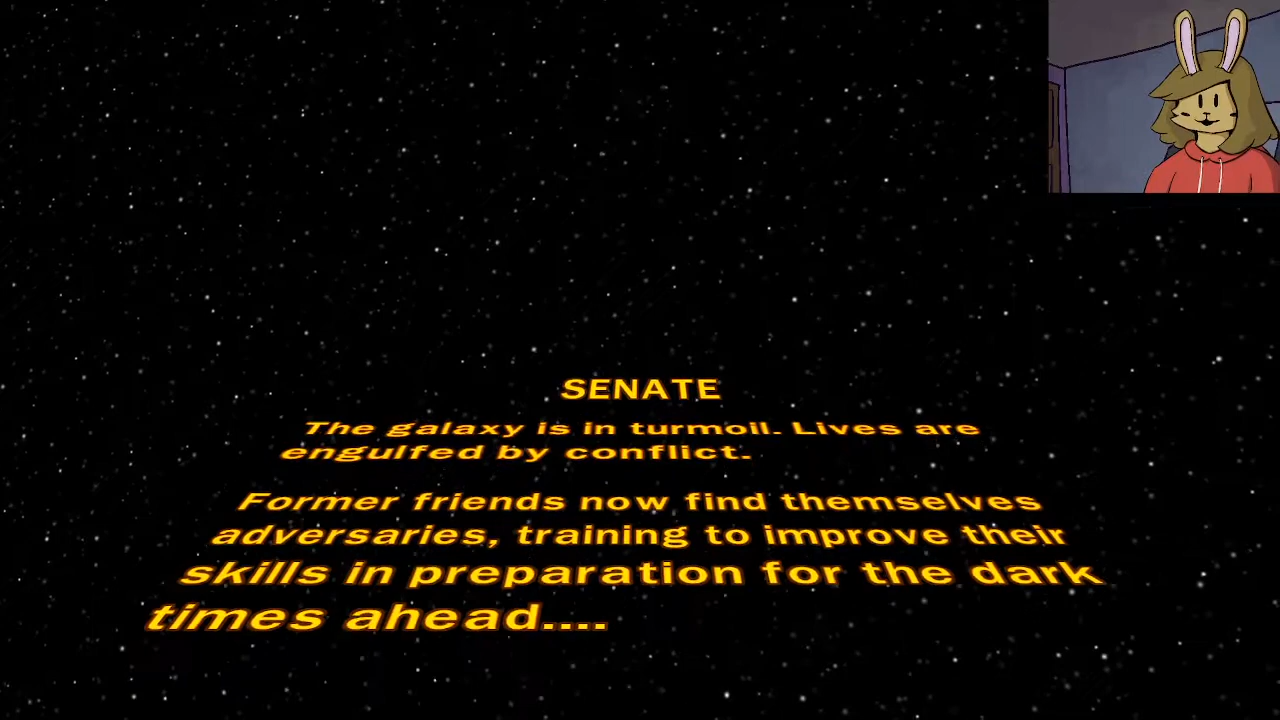 SENATE
The galaxy is in turmoil. Lives are
engulfed by conflict.
Former friends now find themselves
adversaries, training to improve their
skills in preparation for the dark
times ahead....